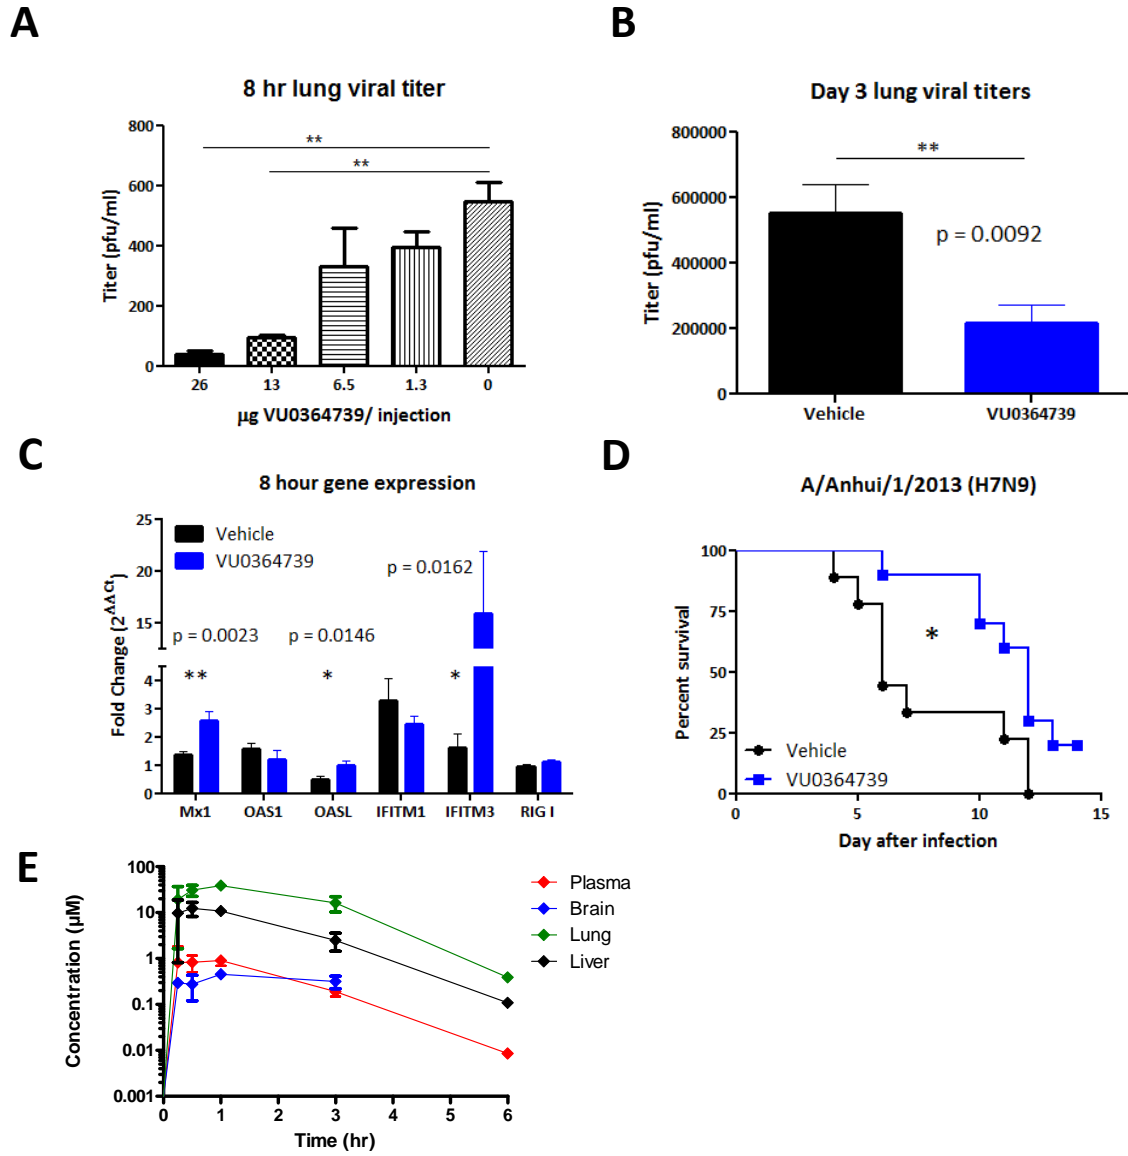 A
8 hr lung viral titer
Titer (pfu/ml)
800
600
400
200
0
**
**
26 13 6.5 1.3 0
µg VU0364739/ injection
B
Day 3 lung viral titers
Titer (pfu/ml)
800000
600000
400000
200000
0
**
p = 0.0092
Vehicle VU0364739
C
8 hour gene expression
Fold Change (2^ΔΔCt)
25
20
15
4
3
2
1
0
Vehicle
VU0364739
p = 0.0162
p = 0.0023 p = 0.0146
** * *
Mx1 OAS1 OASL IFITM1 IFITM3 RIG I
D
A/Anhui/1/2013 (H7N9)
Percent survival
100
75
50
25
0
*
Vehicle
VU0364739
0 5 10 15
Day after infection
E
Concentration (µM)
100
10
1
0.1
0.01
0.001
0 1 2 3 4 5 6
Time (hr)
Plasma
Brain
Lung
Liver